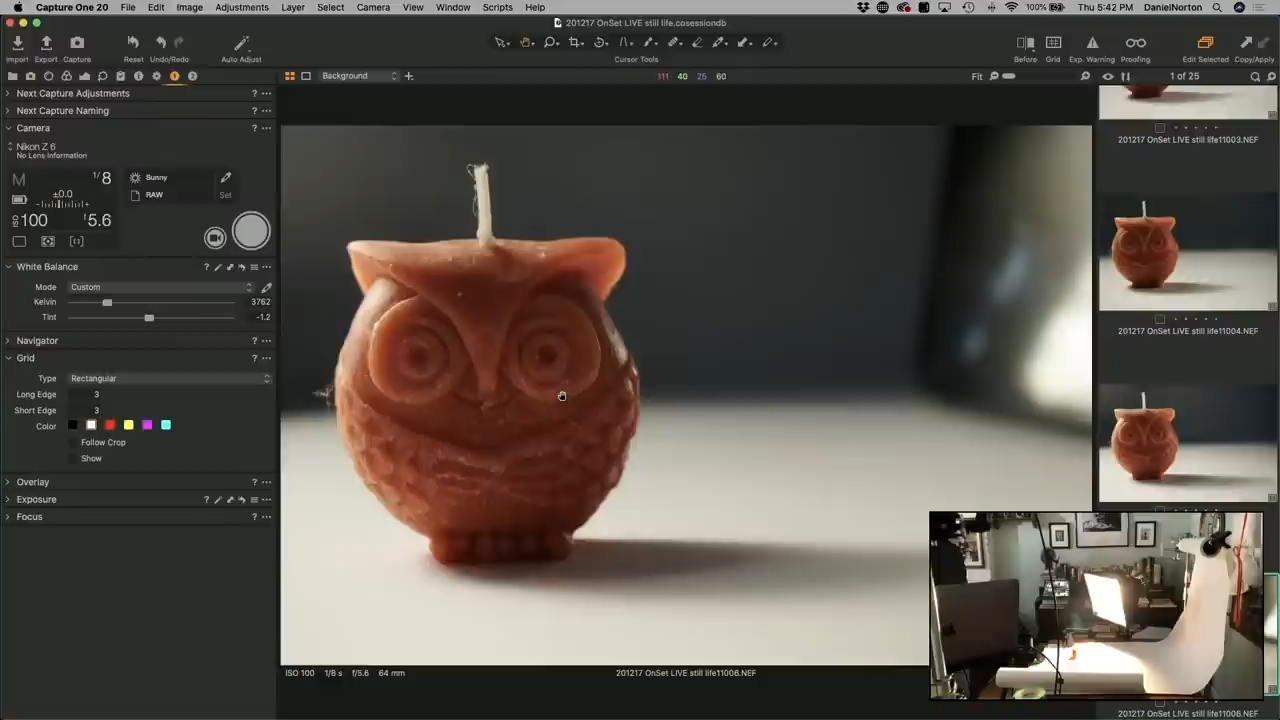 Capture One 20 File Edit Image Adjustments Layer Select Camera View Window Scripts Help 100% Thu 5:42 PM DanielNorton
201217 OnSet LIVE still life.cosessiondb
Import Export Capture Reset Undo/Redo Auto Adjust Cursor Tools Before Grid Exp. Warning Proofing Edit Selected Copy/Apply
Background 111 40 25 60 Fit 1 of 25
Next Capture Adjustments ?
Next Capture Naming ?
Camera ?
Nikon Z 6
No Lens Information
M 1/8 Sunny
±0.0 RAW Set
ISO 100 f5.6
White Balance ?
Mode Custom
Kelvin 3762
Tint -1.2
Navigator ?
Grid ?
Type Rectangular
Long Edge 3
Short Edge 3
Color
Follow Crop
Show
Overlay ?
Exposure ?
Focus ?
201217 OnSet LIVE still life11003.NEF
201217 OnSet LIVE still life11004.NEF
ISO 100 1/8 s f/5.6 64 mm 201217 OnSet LIVE still life11006.NEF
201217 OnSet LIVE still life11006.NEF